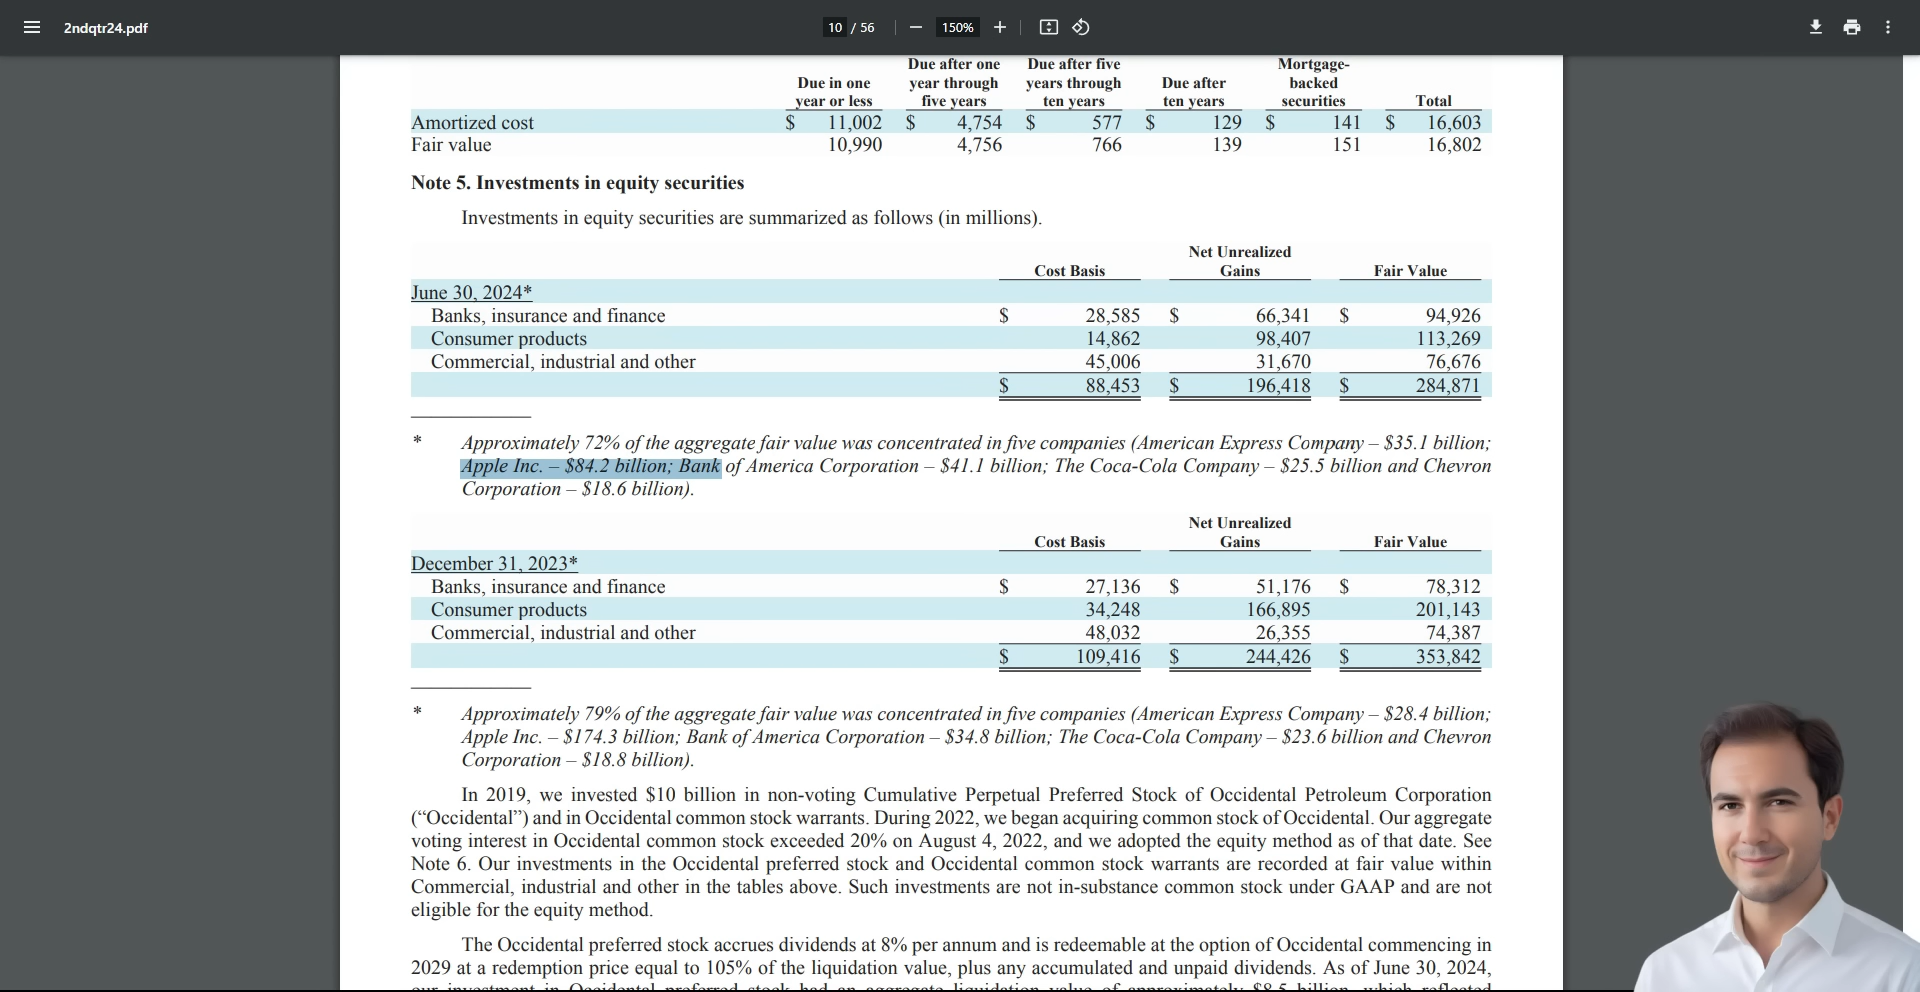 2ndqtr24.pdf
10 / 56
150%
Due in one year or less
Due after one year through five years
Due after five years through ten years
Due after ten years
Mortgage-backed securities
Total
Amortized cost $ 11,002 $ 4,754 $ 577 $ 129 $ 141 $ 16,603
Fair value 10,990 4,756 766 139 151 16,802
Note 5. Investments in equity securities
Investments in equity securities are summarized as follows (in millions).
Cost Basis Net Unrealized Gains Fair Value
June 30, 2024*
Banks, insurance and finance $ 28,585 $ 66,341 $ 94,926
Consumer products 14,862 98,407 113,269
Commercial, industrial and other 45,006 31,670 76,676
$ 88,453 $ 196,418 $ 284,871
* Approximately 72% of the aggregate fair value was concentrated in five companies (American Express Company – $35.1 billion;
Apple Inc. – $84.2 billion; Bank of America Corporation – $41.1 billion; The Coca-Cola Company – $25.5 billion and Chevron
Corporation – $18.6 billion).
Cost Basis Net Unrealized Gains Fair Value
December 31, 2023*
Banks, insurance and finance $ 27,136 $ 51,176 $ 78,312
Consumer products 34,248 166,895 201,143
Commercial, industrial and other 48,032 26,355 74,387
$ 109,416 $ 244,426 $ 353,842
* Approximately 79% of the aggregate fair value was concentrated in five companies (American Express Company – $28.4 billion;
Apple Inc. – $174.3 billion; Bank of America Corporation – $34.8 billion; The Coca-Cola Company – $23.6 billion and Chevron
Corporation – $18.8 billion).
In 2019, we invested $10 billion in non-voting Cumulative Perpetual Preferred Stock of Occidental Petroleum Corporation
(“Occidental”) and in Occidental common stock warrants. During 2022, we began acquiring common stock of Occidental. Our aggregate
voting interest in Occidental common stock exceeded 20% on August 4, 2022, and we adopted the equity method as of that date. See
Note 6. Our investments in the Occidental preferred stock and Occidental common stock warrants are recorded at fair value within
Commercial, industrial and other in the tables above. Such investments are not in-substance common stock under GAAP and are not
eligible for the equity method.
The Occidental preferred stock accrues dividends at 8% per annum and is redeemable at the option of Occidental commencing in
2029 at a redemption price equal to 105% of the liquidation value, plus any accumulated and unpaid dividends. As of June 30, 2024,
our investment in Occidental preferred stock had an aggregate liquidation value of approximately $8.5 billion, which reflected